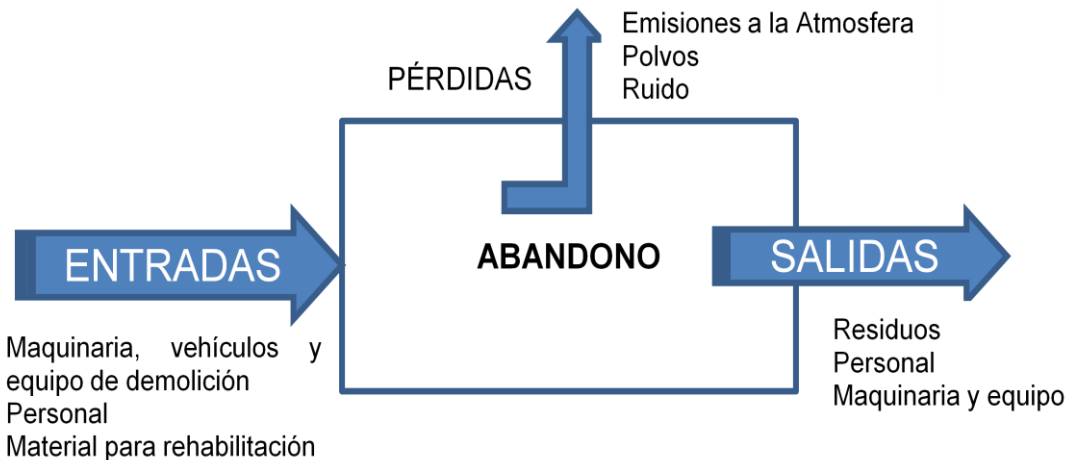 Emisiones a la Atmosfera
Polvos
Ruido
PÉRDIDAS
ENTRADAS
ABANDONO
SALIDAS
Maquinaria, vehículos y
equipo de demolición
Personal
Material para rehabilitación
Residuos
Personal
Maquinaria y equipo